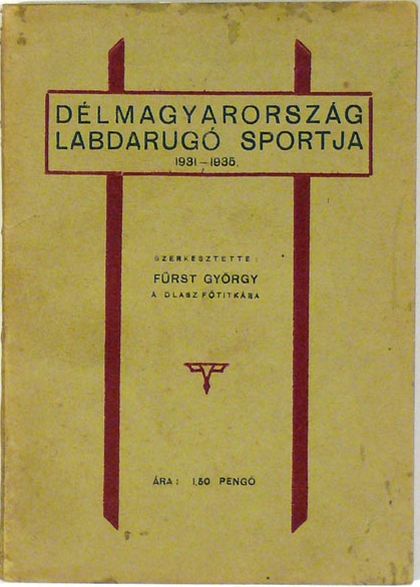 DÉLMAGYARORSZÁG
LABDARUGÓ SPORTJA
1931–1935.
SZERKESZTETTE:
FÜRST GYÖRGY
A DLASZ FŐTITKÁRA
ÁRA: 1.50 PENGŐ